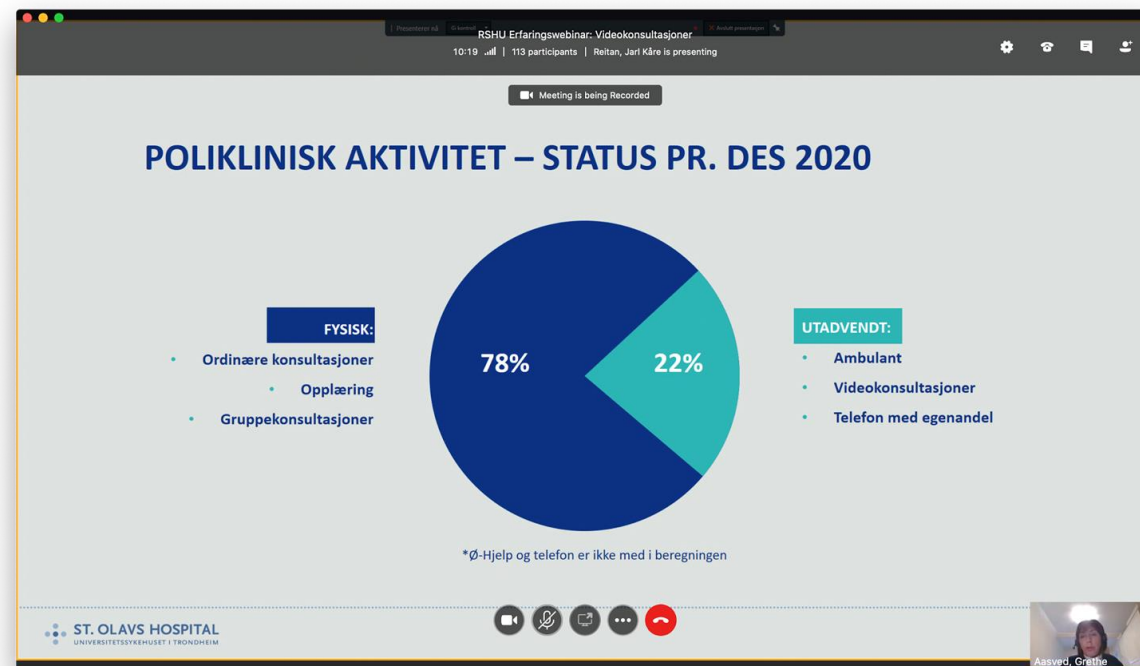 Presenterer nå
RSHU Erfaringswebinar: Videokonsultasjoner
10:19 | 113 participants | Reitan, Jarl Kåre is presenting
Meeting is being Recorded
POLIKLINISK AKTIVITET – STATUS PR. DES 2020
FYSISK:
• Ordinære konsultasjoner
• Opplæring
• Gruppekonsultasjoner
78%
22%
UTADVENDT:
• Ambulant
• Videokonsultasjoner
• Telefon med egenandel
*Ø-Hjelp og telefon er ikke med i beregningen
ST. OLAVS HOSPITAL
UNIVERSITETSSYKEHUSET I TRONDHEIM
Aasved, Grethe